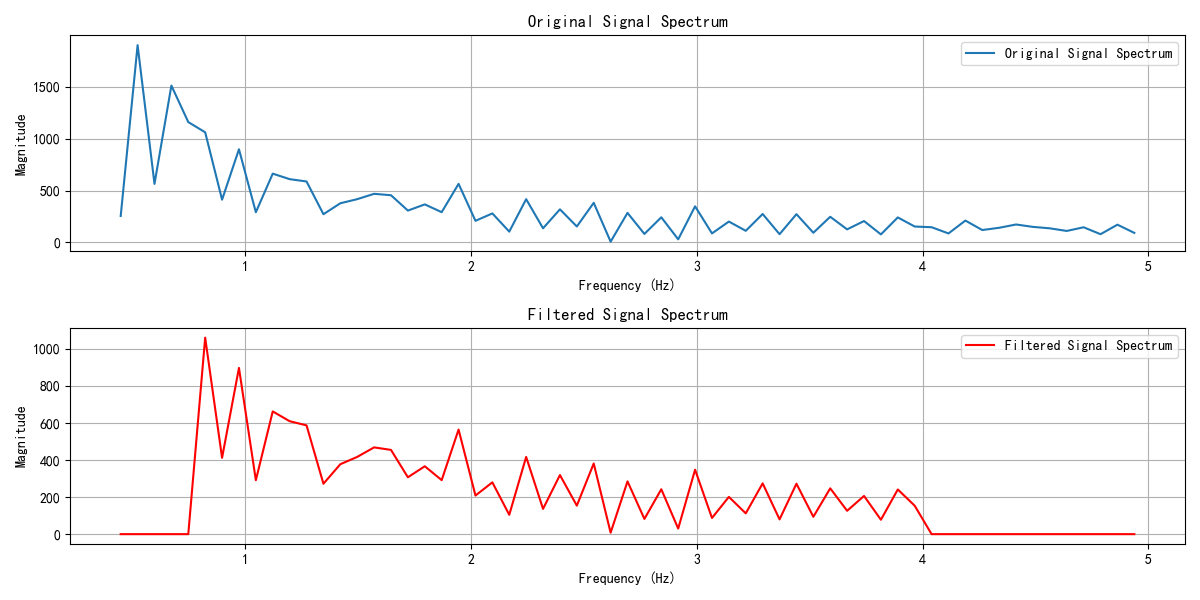 Original Signal Spectrum
Original Signal Spectrum
Magnitude
1500
1000
500
0
1 2 3 4 5
Frequency (Hz)
Filtered Signal Spectrum
Filtered Signal Spectrum
Magnitude
1000
800
600
400
200
0
1 2 3 4 5
Frequency (Hz)